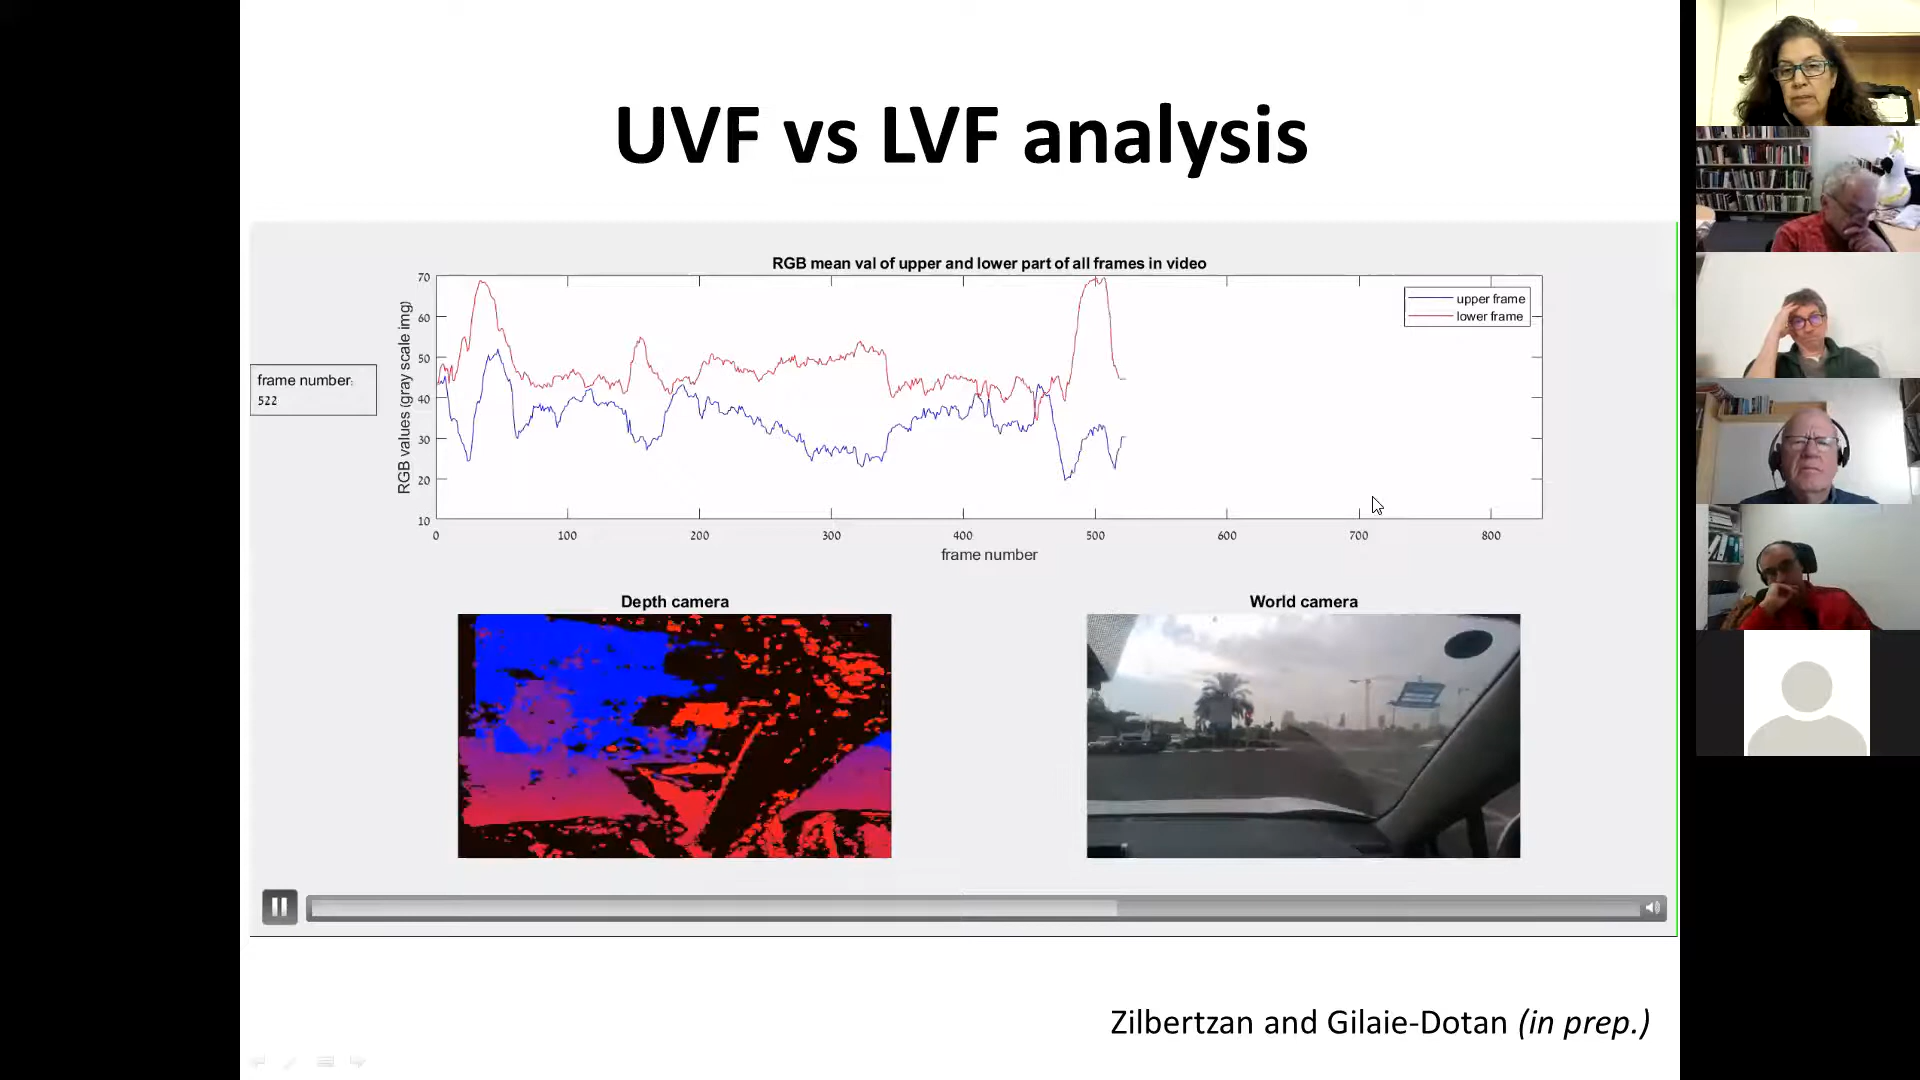 UVF vs LVF analysis
RGB mean val of upper and lower part of all frames in video
RGB values (gray scale img)
70
60
50
40
30
20
10
0
100
200
300
400
500
600
700
800
frame number
upper frame
lower frame
frame number:
522
Depth camera
World camera
Zilbertzan and Gilaie-Dotan (in prep.)